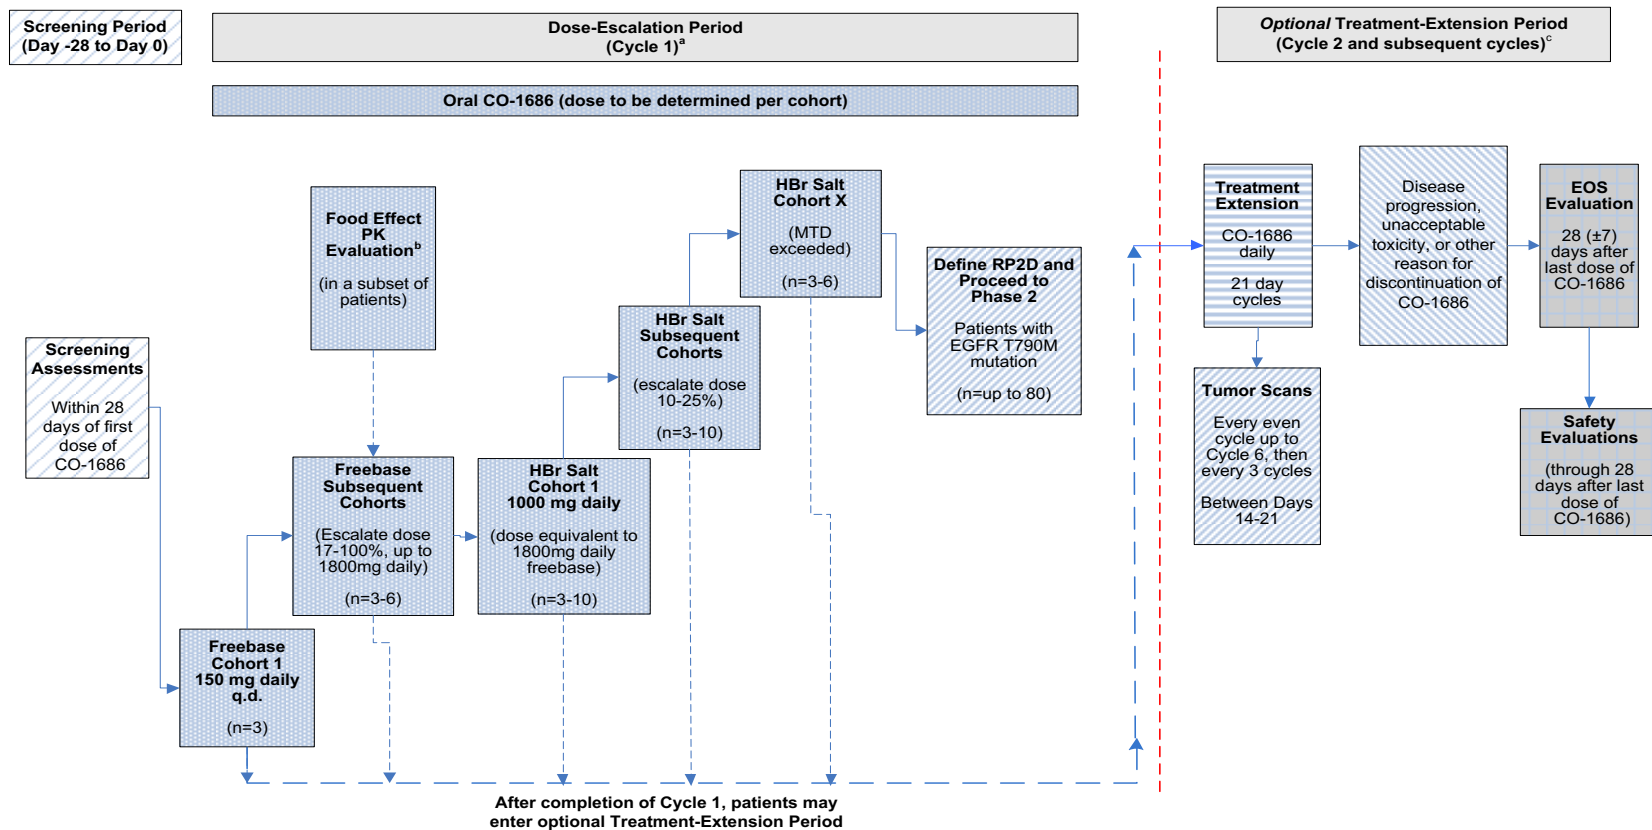 Screening Period
(Day -28 to Day 0)
Dose-Escalation Period
(Cycle 1)a
Optional Treatment-Extension Period
(Cycle 2 and subsequent cycles)c
Oral CO-1686 (dose to be determined per cohort)
Screening
Assessments
Within 28
days of first
dose of
CO-1686
Freebase
Cohort 1
150 mg daily
q.d.
(n=3)
Food Effect
PK
Evaluationb
(in a subset of
patients)
Freebase
Subsequent
Cohorts
(Escalate dose
17-100%, up to
1800mg daily)
(n=3-6)
HBr Salt
Cohort 1
1000 mg daily
(dose equivalent to
1800mg daily
freebase)
(n=3-10)
HBr Salt
Subsequent
Cohorts
(escalate dose
10-25%)
(n=3-10)
HBr Salt
Cohort X
(MTD
exceeded)
(n=3-6)
Define RP2D and
Proceed to
Phase 2
Patients with
EGFR T790M
mutation
(n=up to 80)
After completion of Cycle 1, patients may
enter optional Treatment-Extension Period
Treatment
Extension
CO-1686
daily
21 day
cycles
Tumor Scans
Every even
cycle up to
Cycle 6, then
every 3 cycles
Between Days
14-21
Disease
progression,
unacceptable
toxicity, or other
reason for
discontinuation of
CO-1686
EOS
Evaluation
28 (±7)
days after
last dose of
CO-1686
Safety
Evaluations
(through 28
days after last
dose of
CO-1686)